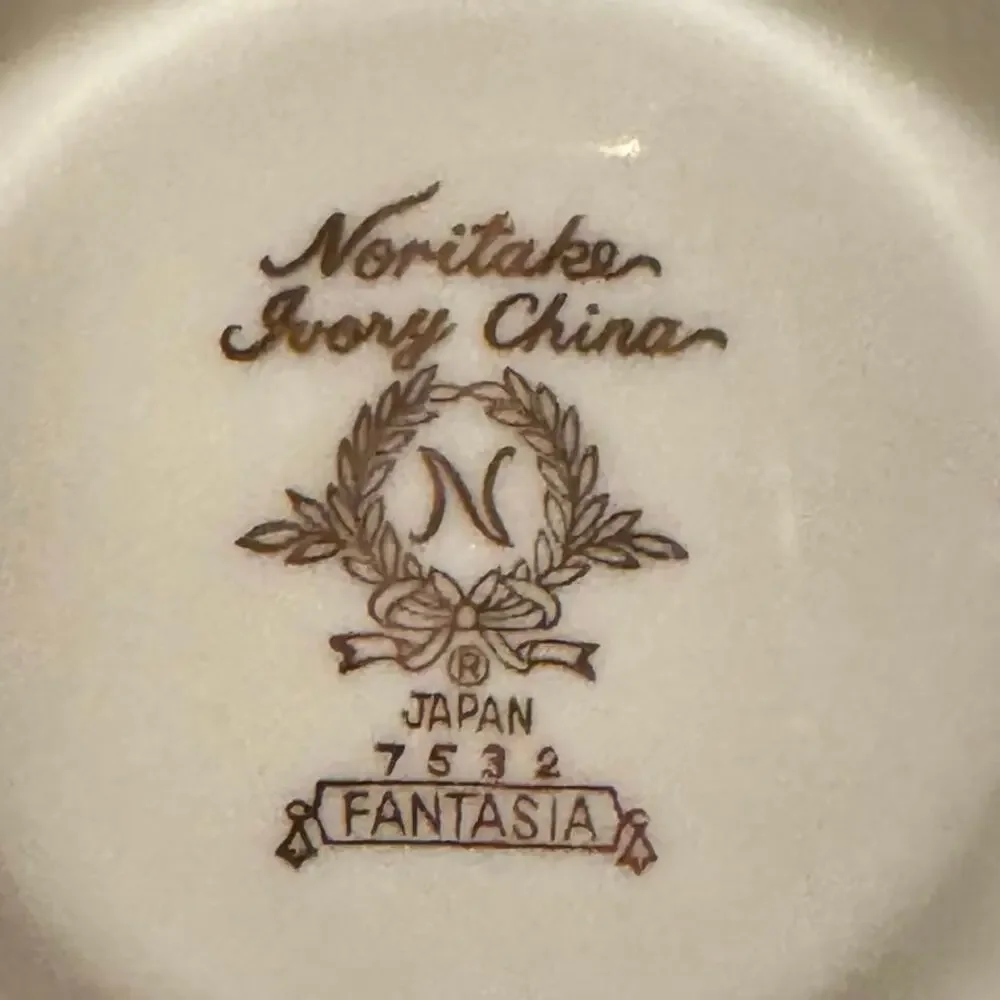 Noritake
Ivory China
N
®
JAPAN
7532
FANTASIA